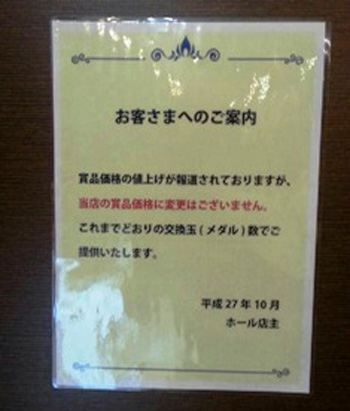 お客さまへのご案内
賞品価格の値上げが報道されておりますが、
当店の賞品価格に変更はございません。
これまでどおりの交換玉(メダル)数でご
提供いたします。
平成27年10月
ホール店主